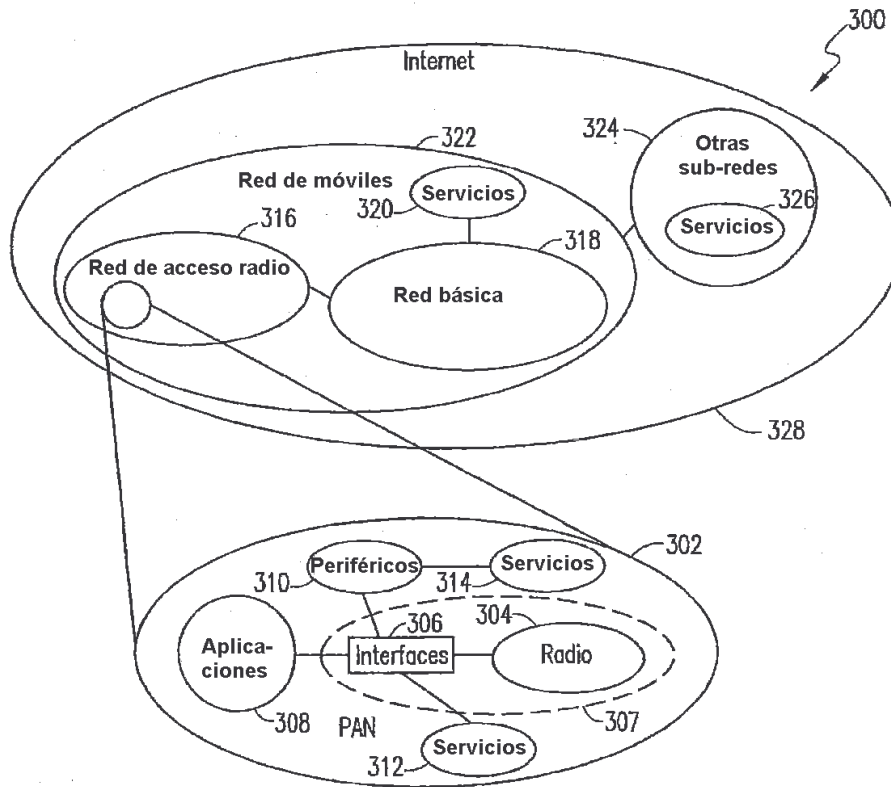 300
Internet
322
324
Otras
sub-redes
Red de móviles
Servicios
320
326
Servicios
316
318
Red de acceso radio
Red básica
328
302
Periféricos
Servicios
310
314
306
304
Aplica-
ciones
Interfaces
Radio
308
PAN
307
Servicios
312